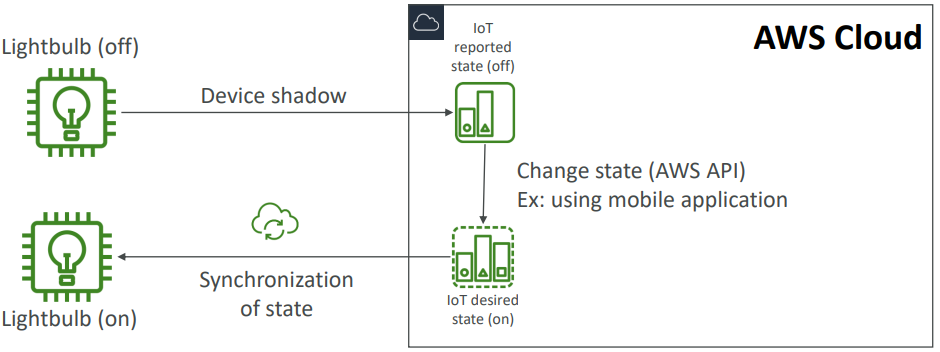 Lightbulb (off)
Device shadow
IoT
reported
state (off)
AWS Cloud
Change state (AWS API)
Ex: using mobile application
Synchronization
of state
Lightbulb (on)
IoT desired
state (on)